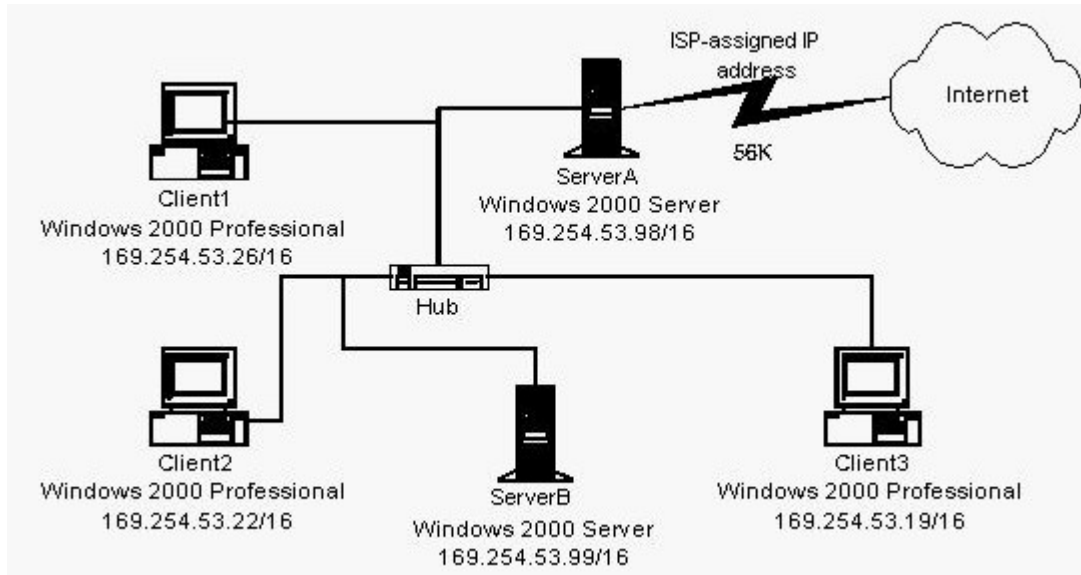 ISP-assigned IP
address
Internet
56K
Client1
Windows 2000 Professional
169.254.53.26/16
ServerA
Windows 2000 Server
169.254.53.98/16
Hub
Client2
Windows 2000 Professional
169.254.53.22/16
ServerB
Windows 2000 Server
169.254.53.99/16
Client3
Windows 2000 Professional
169.254.53.19/16